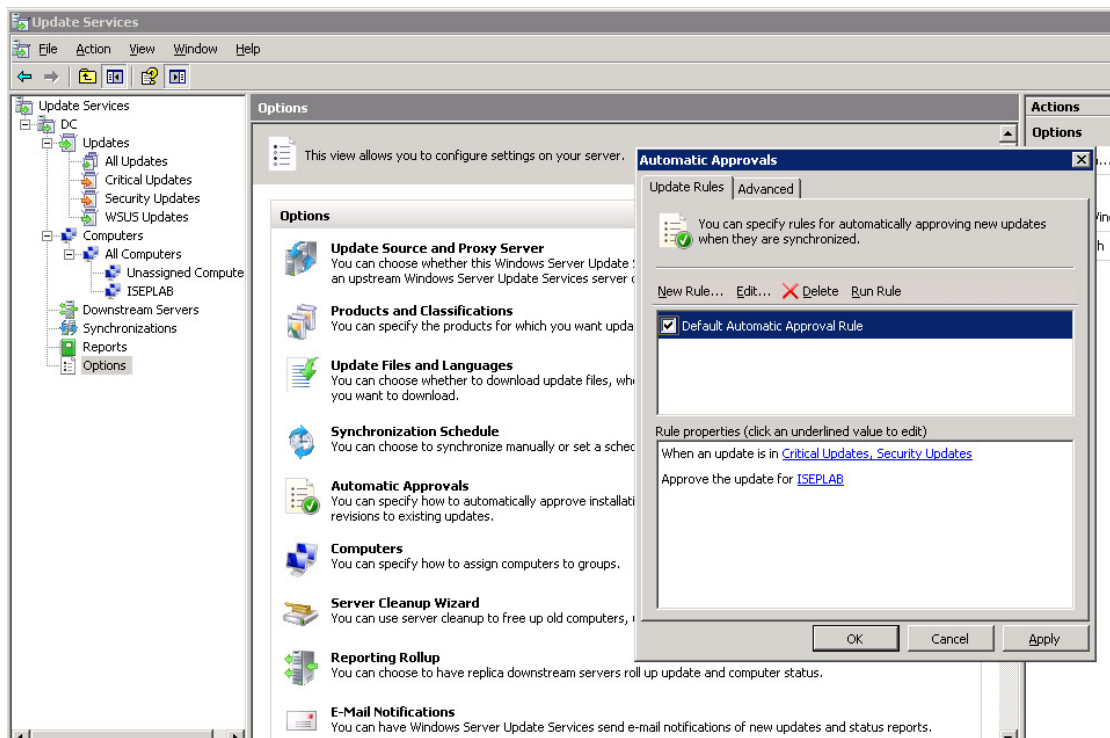 Update Services
File Action View Window Help
Update Services
DC
Updates
All Updates
Critical Updates
Security Updates
WSUS Updates
Computers
All Computers
Unassigned Compute
ISEPLAB
Downstream Servers
Synchronizations
Reports
Options
Options
This view allows you to configure settings on your server.
Options
Update Source and Proxy Server
You can choose whether this Windows Server Update
an upstream Windows Server Update Services server
Products and Classifications
You can specify the products for which you want upda
Update Files and Languages
You can choose whether to download update files, whe
you want to download.
Synchronization Schedule
You can choose to synchronize manually or set a sched
Automatic Approvals
You can specify how to automatically approve installati
revisions to existing updates.
Computers
You can specify how to assign computers to groups.
Server Cleanup Wizard
You can use server cleanup to free up old computers,
Reporting Rollup
You can choose to have replica downstream servers roll up update and computer status.
E-Mail Notifications
You can have Windows Server Update Services send e-mail notifications of new updates and status reports.
Automatic Approvals
Update Rules Advanced
You can specify rules for automatically approving new updates
when they are synchronized.
New Rule... Edit... Delete Run Rule
Default Automatic Approval Rule
Rule properties (click an underlined value to edit)
When an update is in Critical Updates, Security Updates
Approve the update for ISEPLAB
OK Cancel Apply
Actions
Options